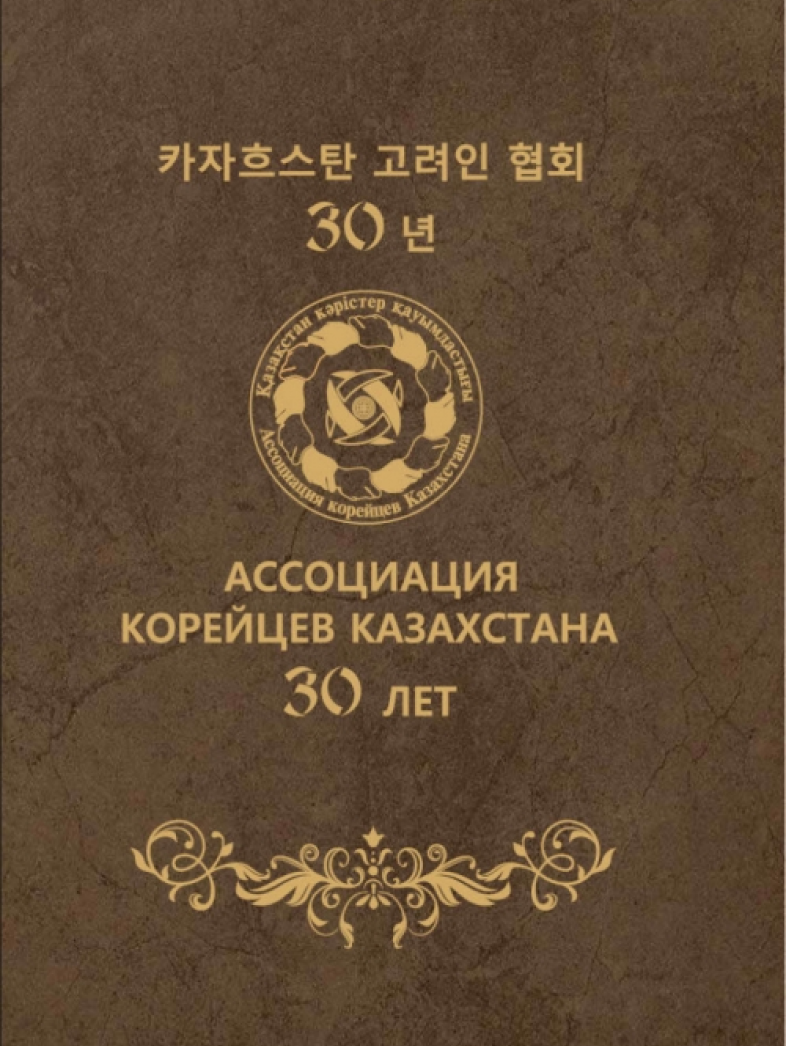 카자흐스탄 고려인 협회
30 년
Қазақстан кәрістер қауымдастығы
Ассоциация корейцев Казахстана
АССОЦИАЦИЯ
КОРЕЙЦЕВ КАЗАХСТАНА
30 ЛЕТ